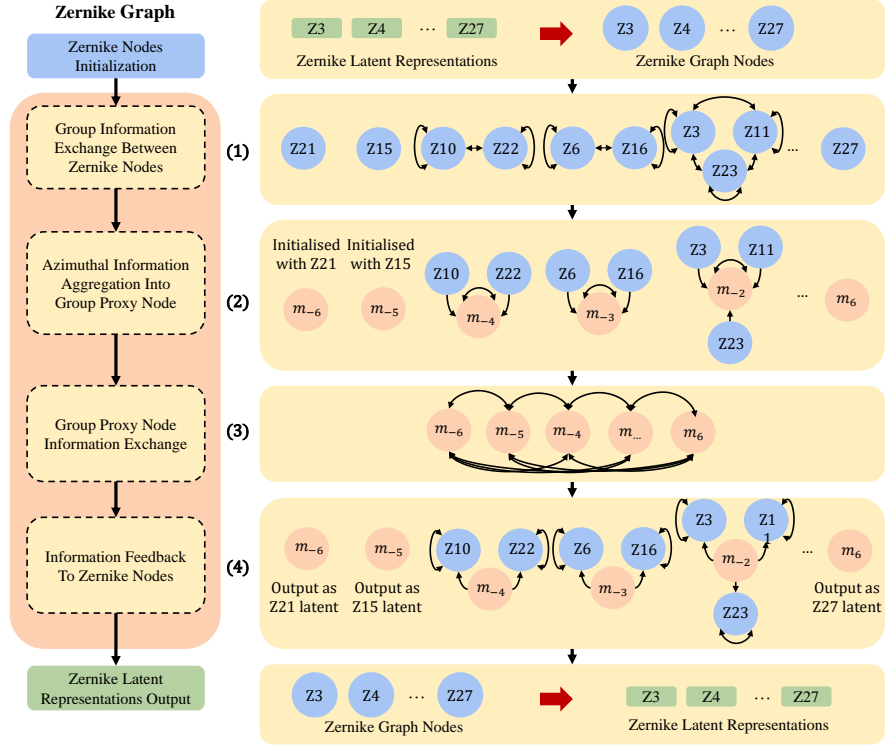 Zernike Graph
Zernike Nodes
Initialization
Group Information
Exchange Between
Zernike Nodes
Azimuthal Information
Aggregation Into
Group Proxy Node
Group Proxy Node
Information Exchange
Information Feedback
To Zernike Nodes
Zernike Latent
Representations Output
Z3 Z4 ... Z27
Zernike Latent Representations
Z3 Z4 ... Z27
Zernike Graph Nodes
(1)
Z21 Z15 Z10 Z22 Z6 Z16 Z3 Z11 Z23 ... Z27
(2)
Initialised
with Z21
Initialised
with Z15
m₋₆ m₋₅
Z10 Z22
m₋₄
Z6 Z16
m₋₃
Z3 Z11
m₋₂
Z23
... m₆
(3)
m₋₆ m₋₅ m₋₄ m... m₆
(4)
m₋₆
Output as
Z21 latent
m₋₅
Output as
Z15 latent
Z10 Z22
m₋₄
Z6 Z16
m₋₃
Z3 Z1
1
m₋₂
Z23
...
m₆
Output as
Z27 latent
Z3 Z4 ... Z27
Zernike Graph Nodes
Z3 Z4 ... Z27
Zernike Latent Representations